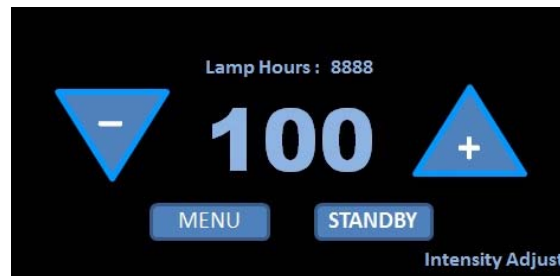 Lamp Hours : 8888
− 100 +
MENU STANDBY
Intensity Adjust